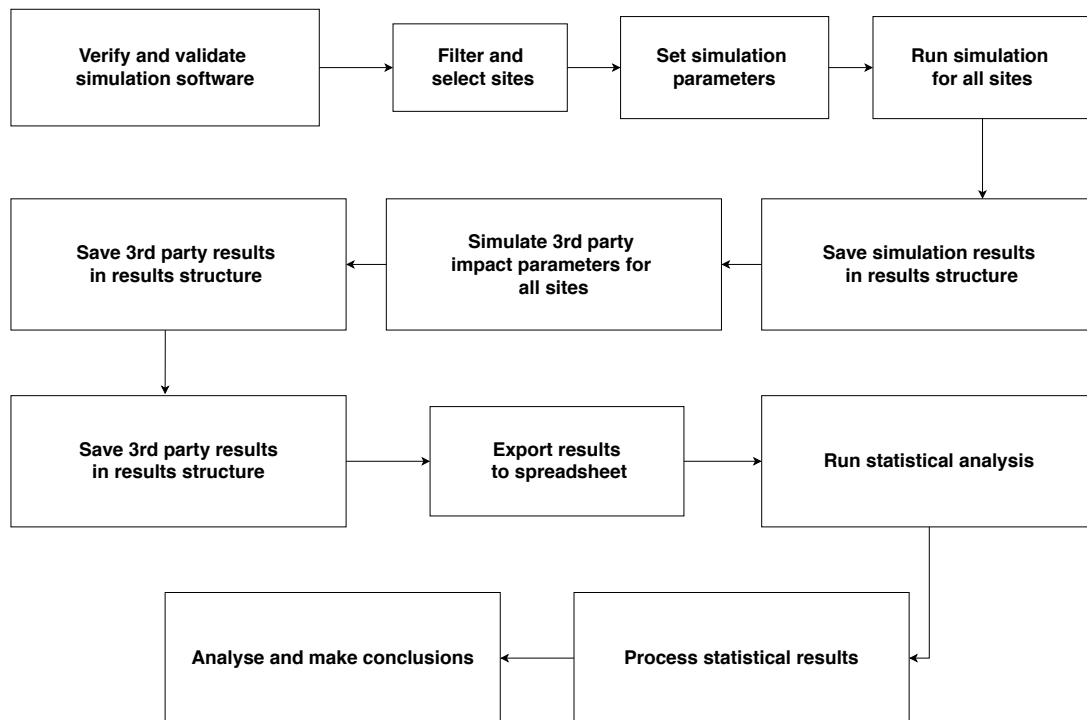 Verify and validate
simulation software
Filter and
select sites
Set simulation
parameters
Run simulation
for all sites
Save simulation results
in results structure
Simulate 3rd party
impact parameters for
all sites
Save 3rd party results
in results structure
Save 3rd party results
in results structure
Export results
to spreadsheet
Run statistical analysis
Process statistical results
Analyse and make conclusions